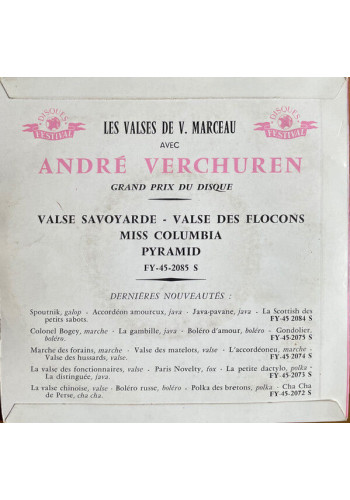 DISQUES
FESTIVAL
LES VALSES DE V. MARCEAU
DISQUES
FESTIVAL
AVEC
ANDRÉ VERCHUREN
GRAND PRIX DU DISQUE
VALSE SAVOYARDE - VALSE DES FLOCONS
MISS COLUMBIA
PYRAMID
FY-45-2085 S
DERNIÈRES NOUVEAUTÉS :
Spoutnik, galop - Accordéon amoureux, java - Java-pavane, java - La Scottish des
petits sabots. FY-45 2084 S
Colonel Bogey, marche - La gambille, java - Boléro d'amour, boléro - Gondolier,
boléro. FY-45 2075 S
Marche des forains, marche - Valse des matelots, valse - L'accordéoneu, marche -
Valse des hussards, valse. FY-45 2074 S
La valse des fonctionnaires, valse - Paris Novelty, fox - La petite dactylo, polka -
La distinguée, java. FY-45 2073 S
La valse chinoise, valse - Boléro russe, boléro - Polka des bretons, polka - Cha Cha
de Perse, cha cha. FY-45 2072 S